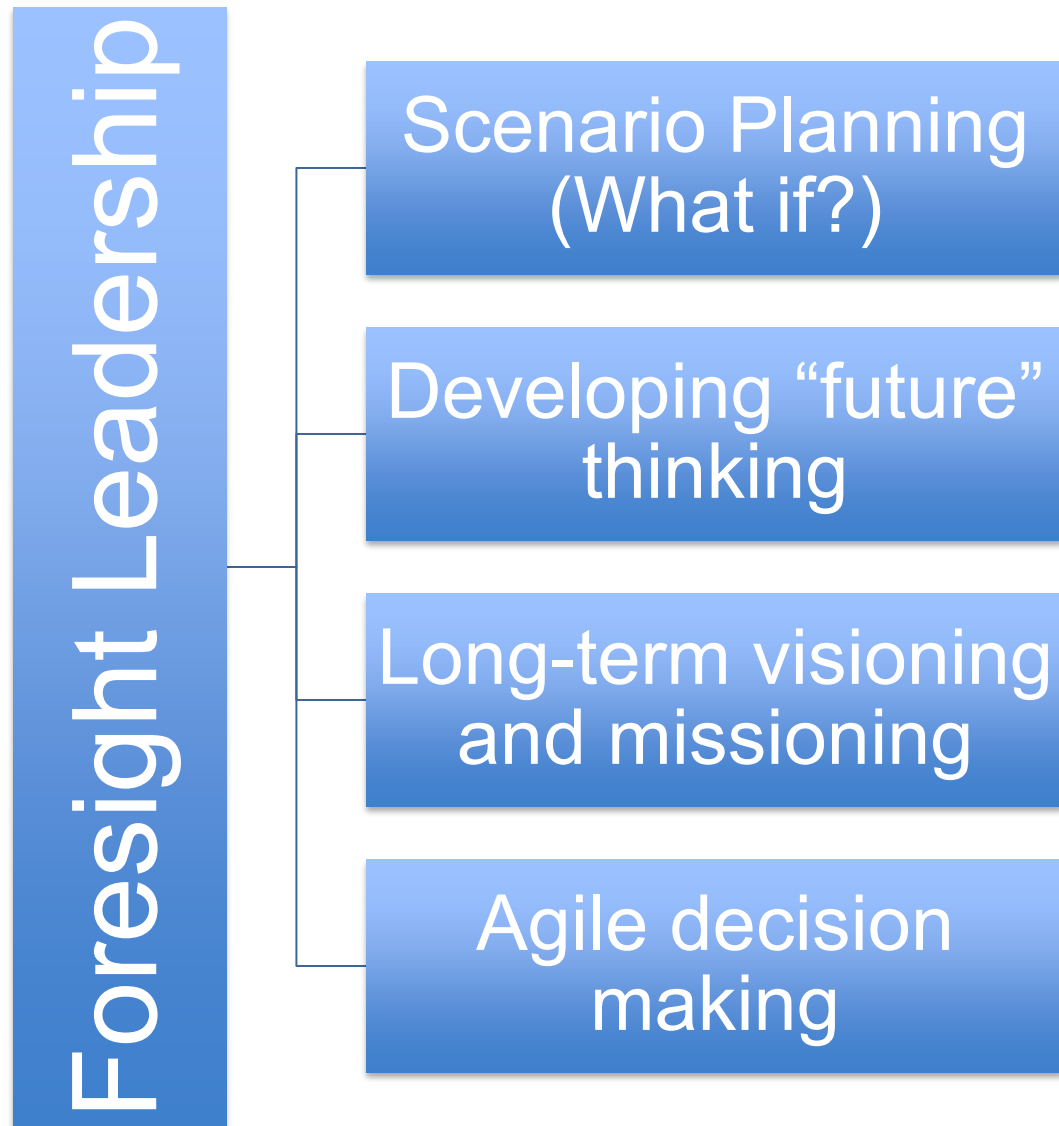 Foresight Leadership
Scenario Planning
(What if?)
Developing “future”
thinking
Long-term visioning
and missioning
Agile decision
making